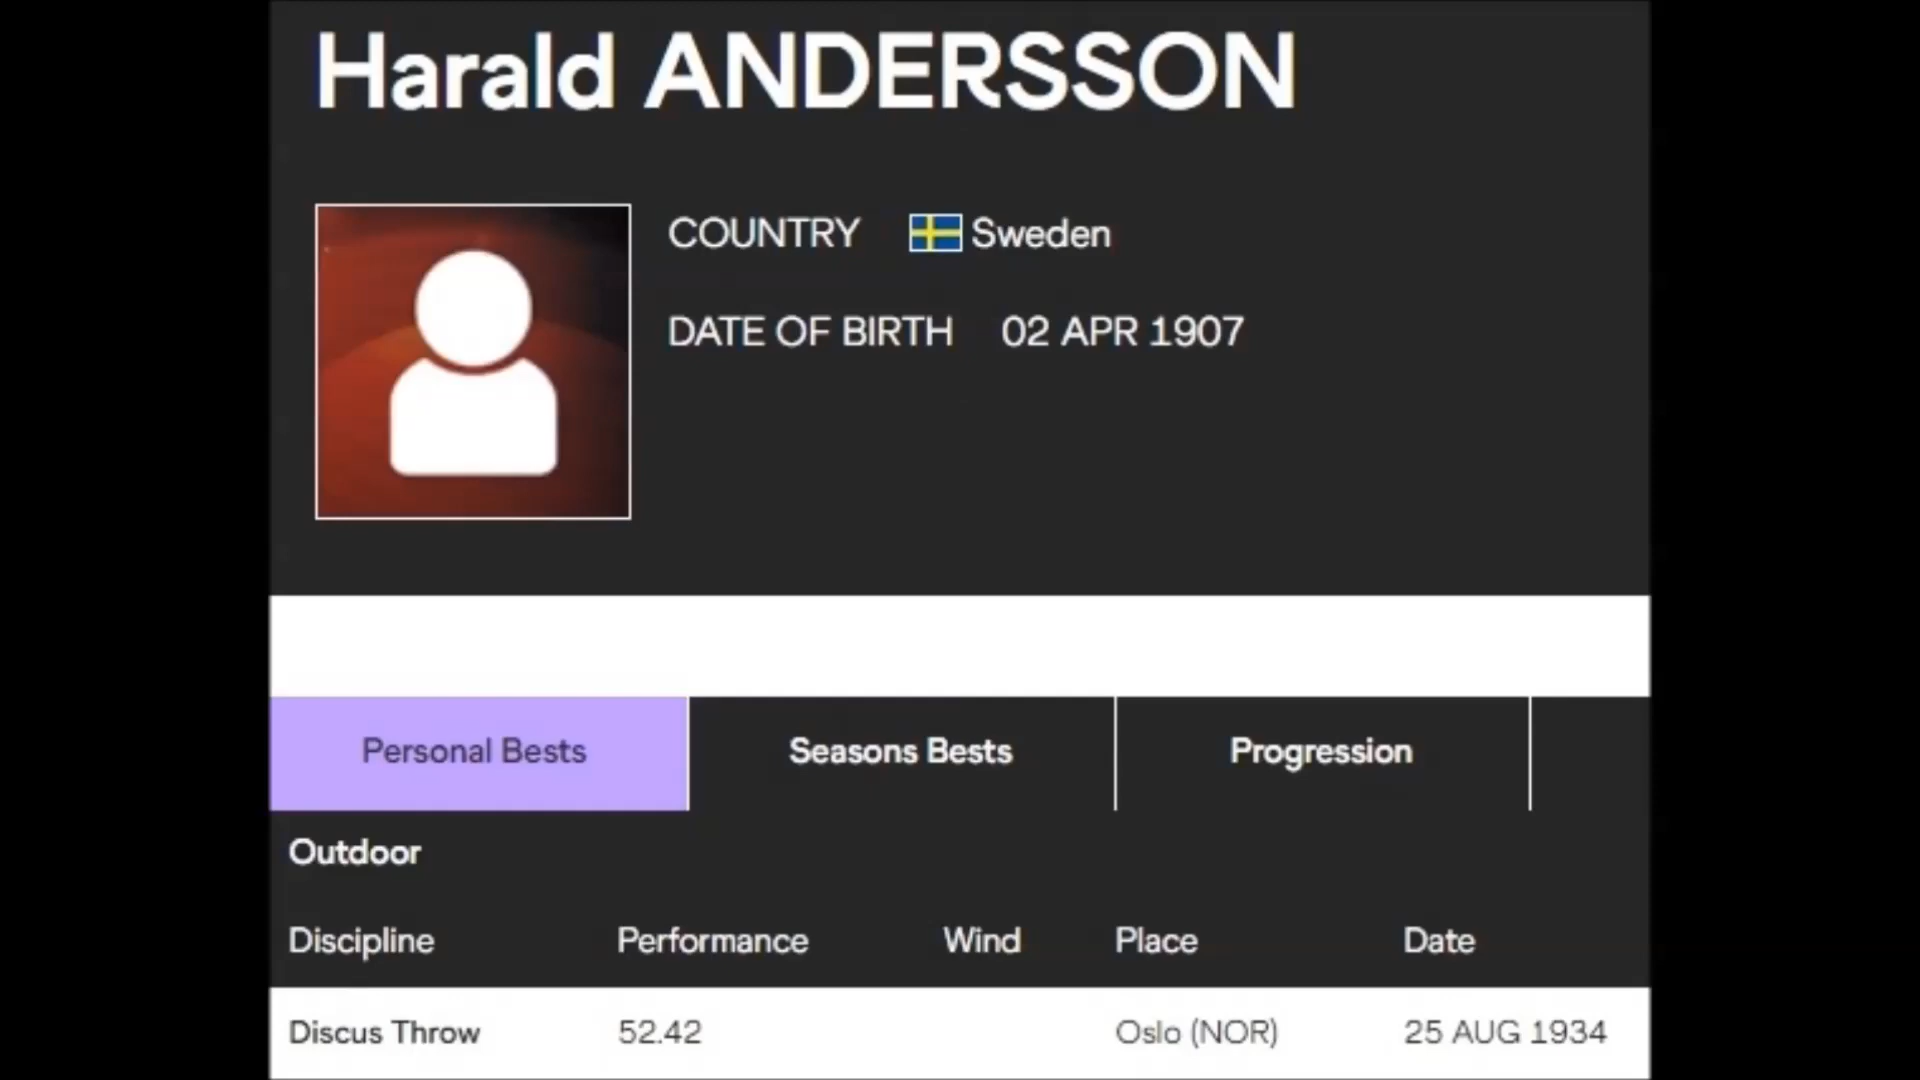 Harald ANDERSSON
COUNTRY Sweden
DATE OF BIRTH 02 APR 1907
Personal Bests Seasons Bests Progression
Outdoor
Discipline Performance Wind Place Date
Discus Throw 52.42 Oslo (NOR) 25 AUG 1934